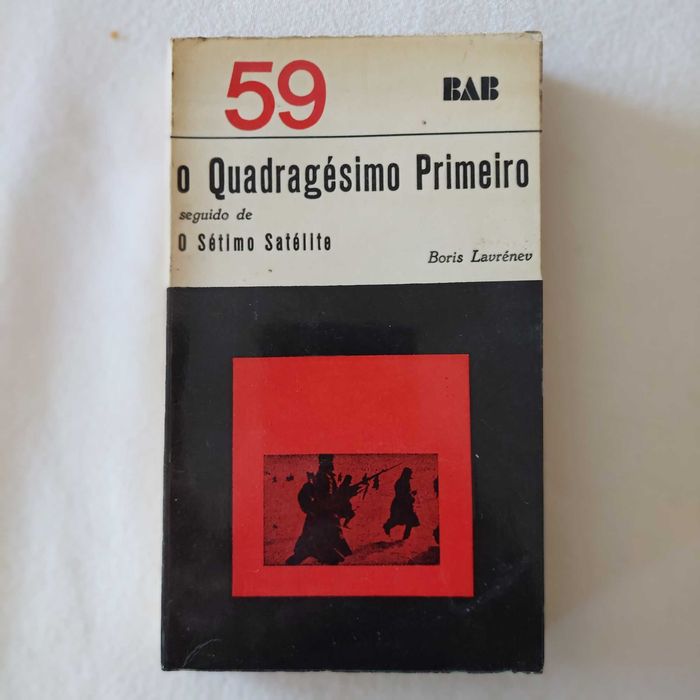 59
BAB
o Quadragésimo Primeiro
seguido de
O Sétimo Satélite
Boris Lavrénev